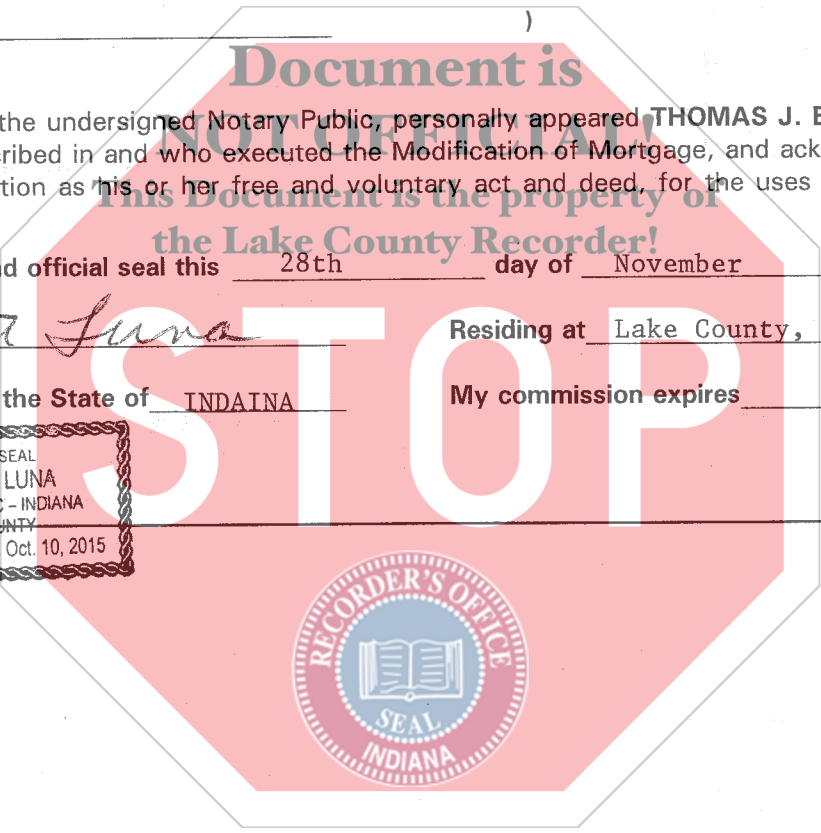 )
Document is
NOT OFFICIAL!
This Document is the property of
the Lake County Recorder!
the undersigned Notary Public, personally appeared THOMAS J.
cribed in and who executed the Modification of Mortgage, and ack
tion as his or her free and voluntary act and deed, for the uses
d official seal this 28th day of November
Luna Residing at Lake County,
the State of INDAINA My commission expires
STOP
SEAL
LUNA
C - INDIANA
UNTY
Oct. 10, 2015
RECORDER'S OFFICE
SEAL
INDIANA